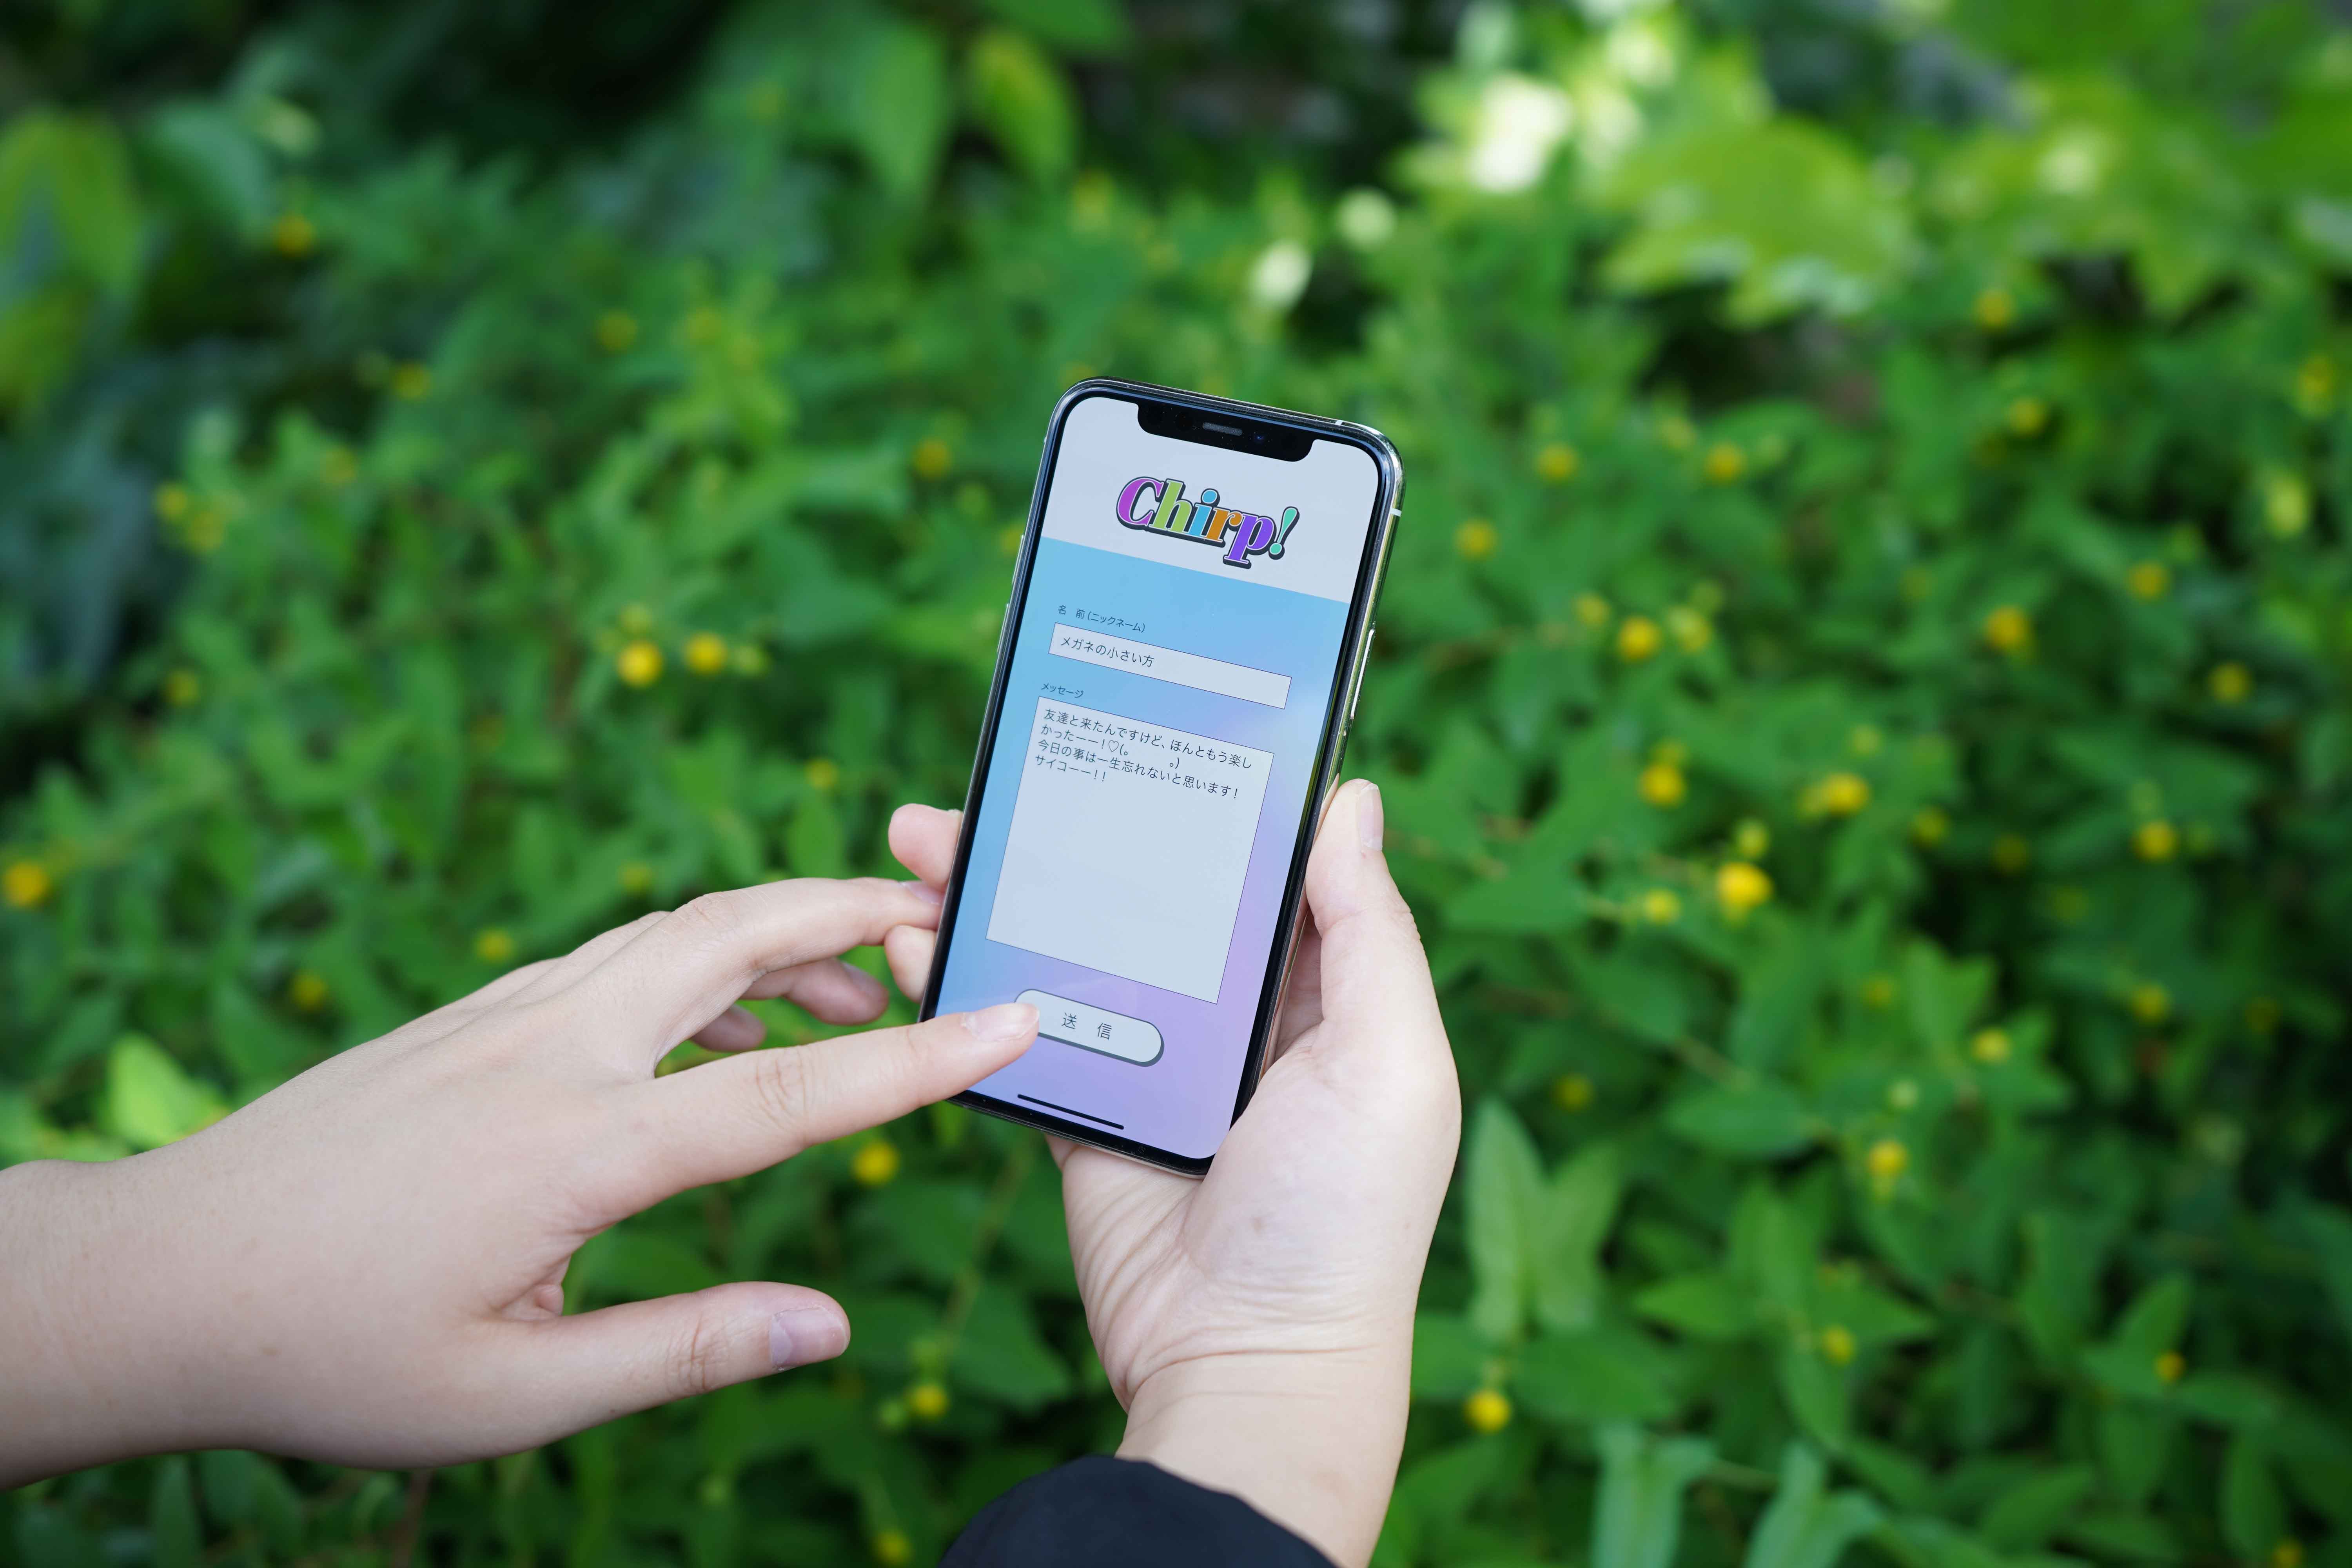 Chirp!
名 前(ニックネーム)
メガネの小さい方
メッセージ
友達と来たんですけど、ほんともう楽し
かったーー!♡(。 。)
今日の事は一生忘れないと思います!
サイコーー!!
送 信